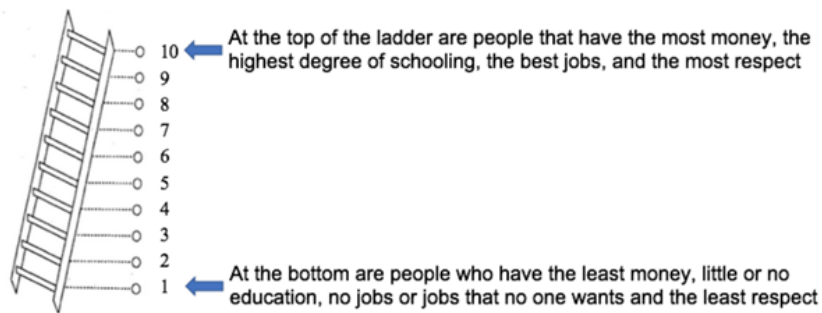 10 At the top of the ladder are people that have the most money, the
highest degree of schooling, the best jobs, and the most respect
9
8
7
6
5
4
3
2
1 At the bottom are people who have the least money, little or no
education, no jobs or jobs that no one wants and the least respect